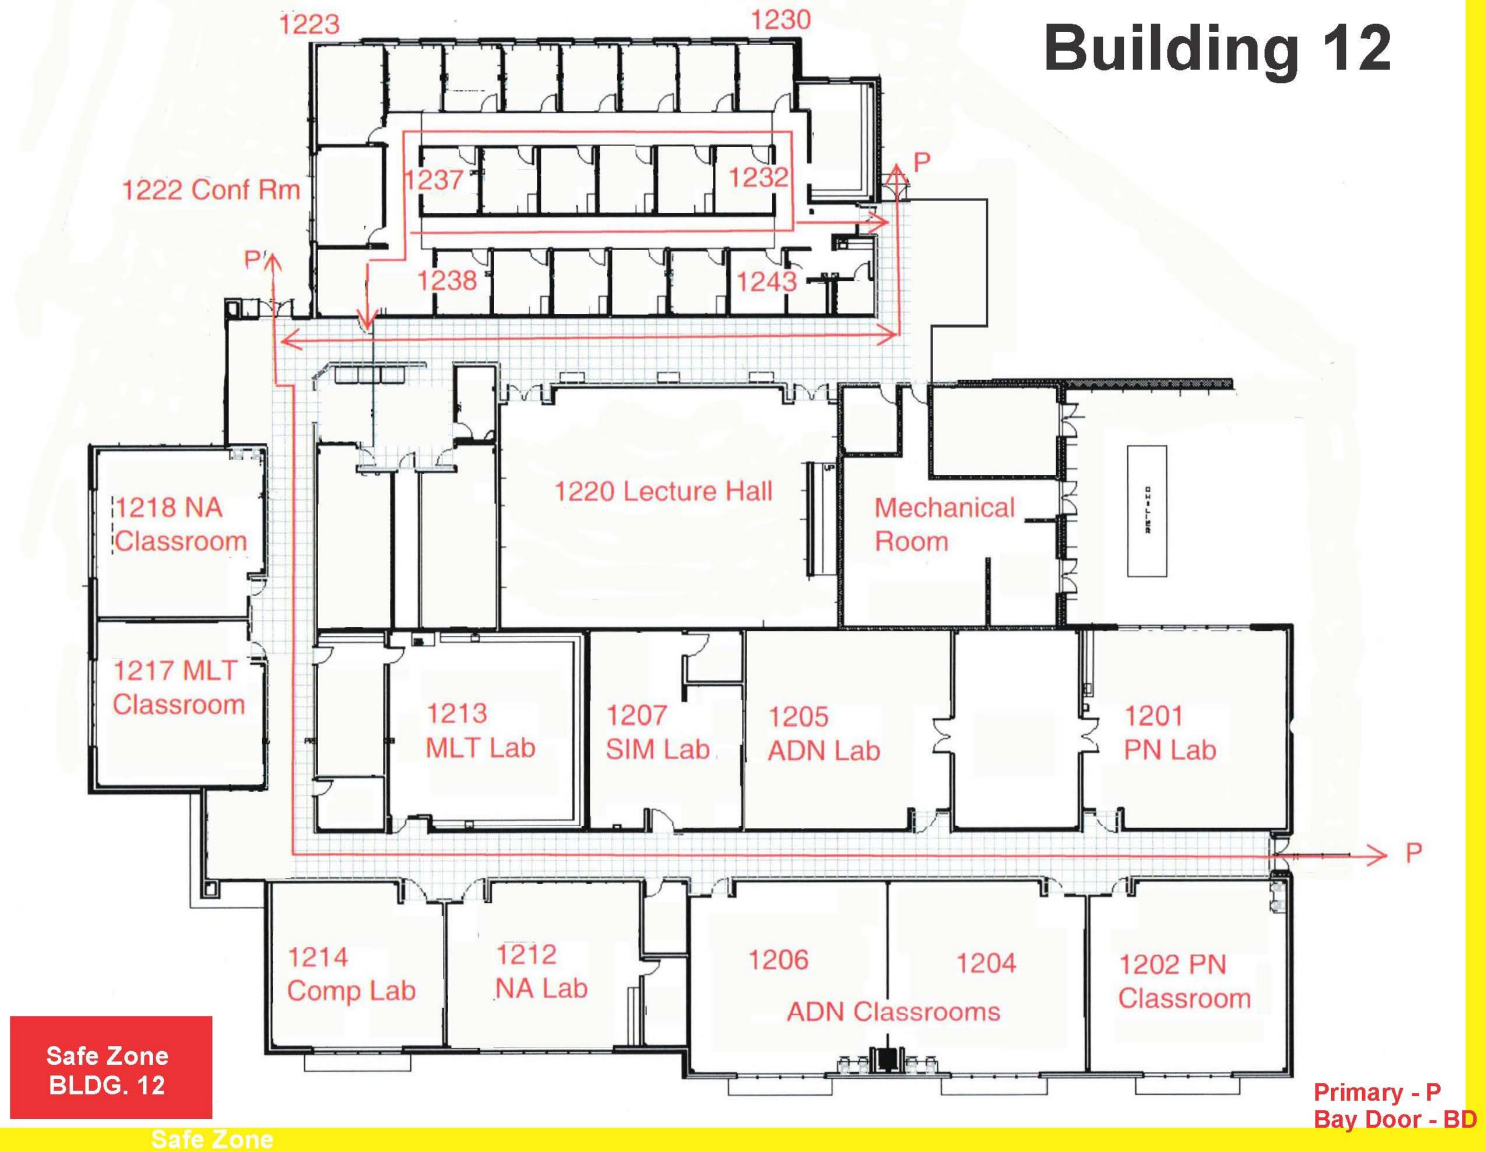 Building 12
1223
1230
1222 Conf Rm
1237
1232
P
P
1238
1243
1218 NA
Classroom
1220 Lecture Hall
Mechanical
Room
CHILLER
1217 MLT
Classroom
1213
MLT Lab
1207
SIM Lab
1205
ADN Lab
1201
PN Lab
P
1214
Comp Lab
1212
NA Lab
1206
1204
ADN Classrooms
1202 PN
Classroom
Safe Zone
BLDG. 12
Primary - P
Bay Door - BD
Safe Zone